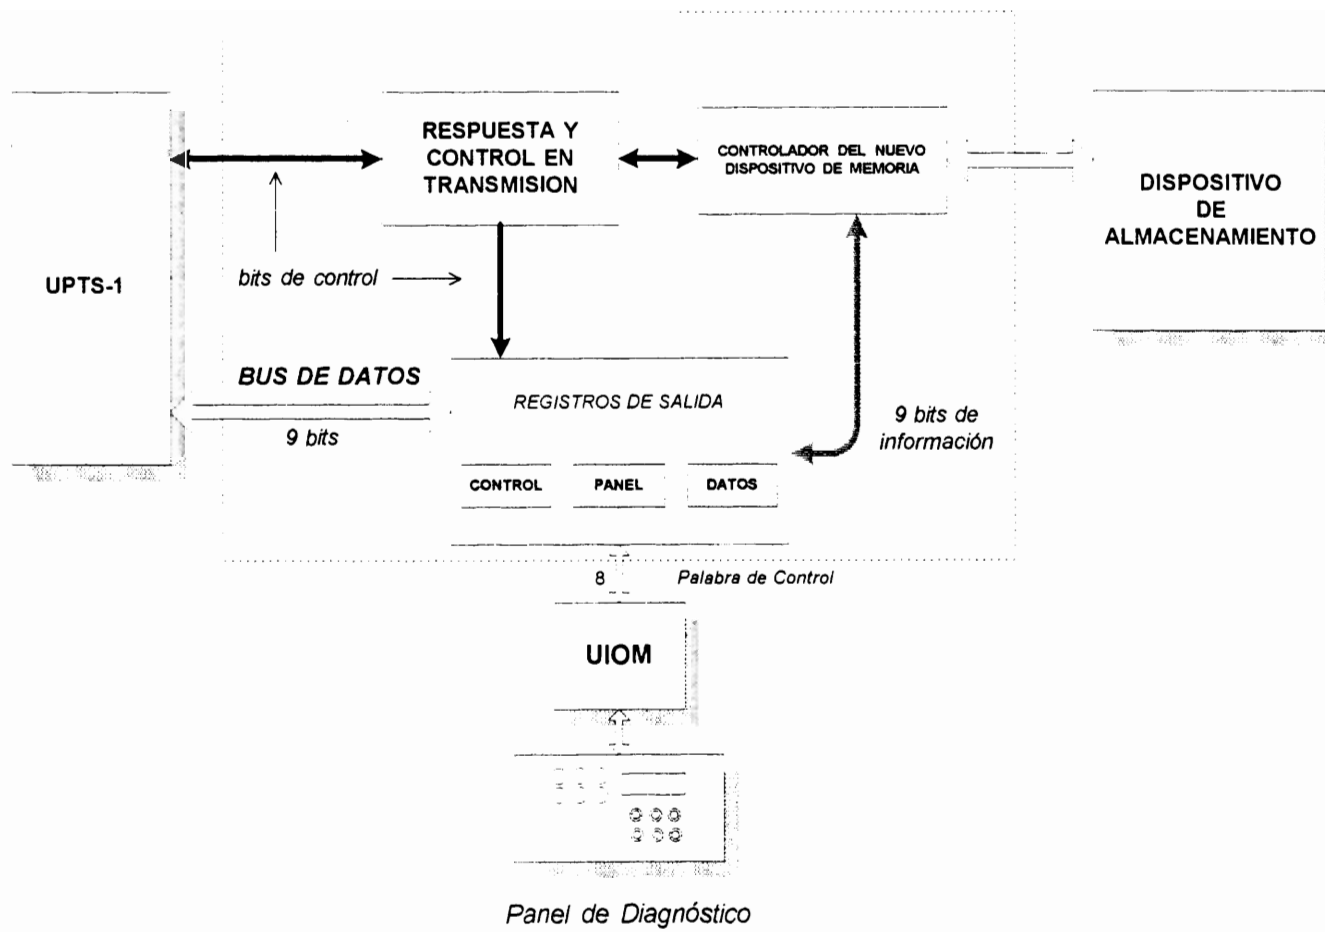 RESPUESTA Y
CONTROL EN
TRANSMISION
CONTROLADOR DEL NUEVO
DISPOSITIVO DE MEMORIA
DISPOSITIVO
DE
ALMACENAMIENTO
UPTS-1
bits de control
BUS DE DATOS
9 bits
REGISTROS DE SALIDA
9 bits de
información
CONTROL
PANEL
DATOS
8
Palabra de Control
UIOM
Panel de Diagnóstico